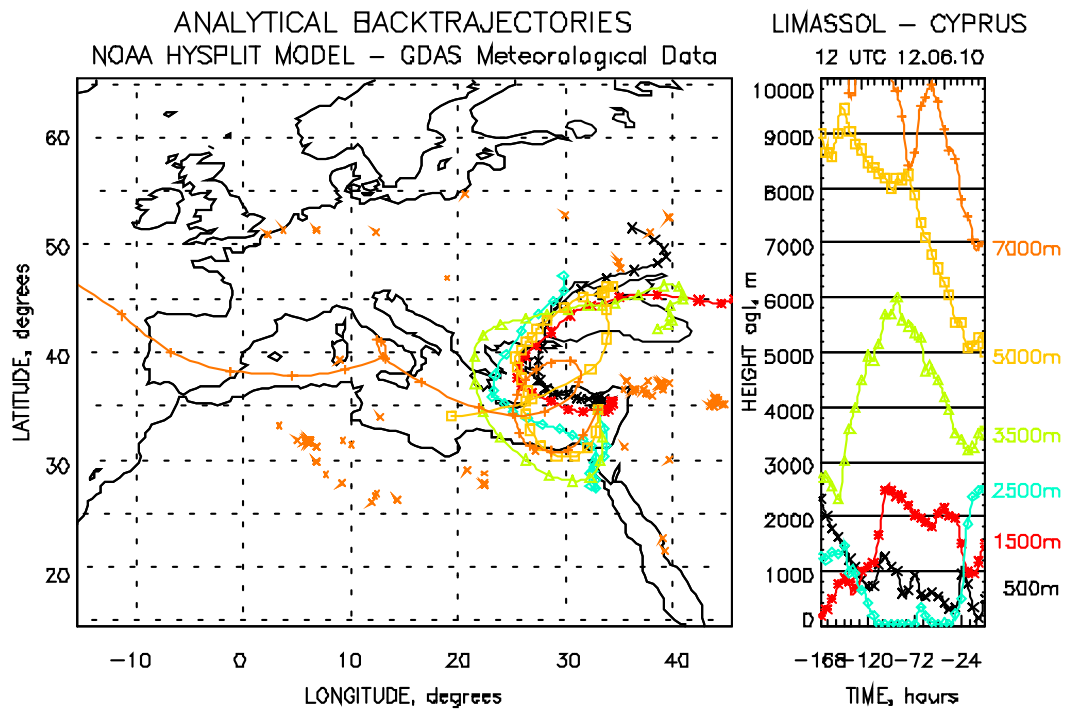 ANALYTICAL BACKTRAJECTORIES
NOAA HYSPLIT MODEL - GDAS Meteorological Data
LIMASSOL - CYPRUS
12 UTC 12.06.10
60
50
40
30
20
LATITUDE, degrees
-10
0
10
20
30
40
LONGITUDE, degrees
10000
9000
8000
7000
6000
5000
4000
3000
2000
1000
0
HEIGHT agl, m
7000m
5000m
3500m
2500m
1500m
500m
-168
-120
-72
-24
TIME, hours